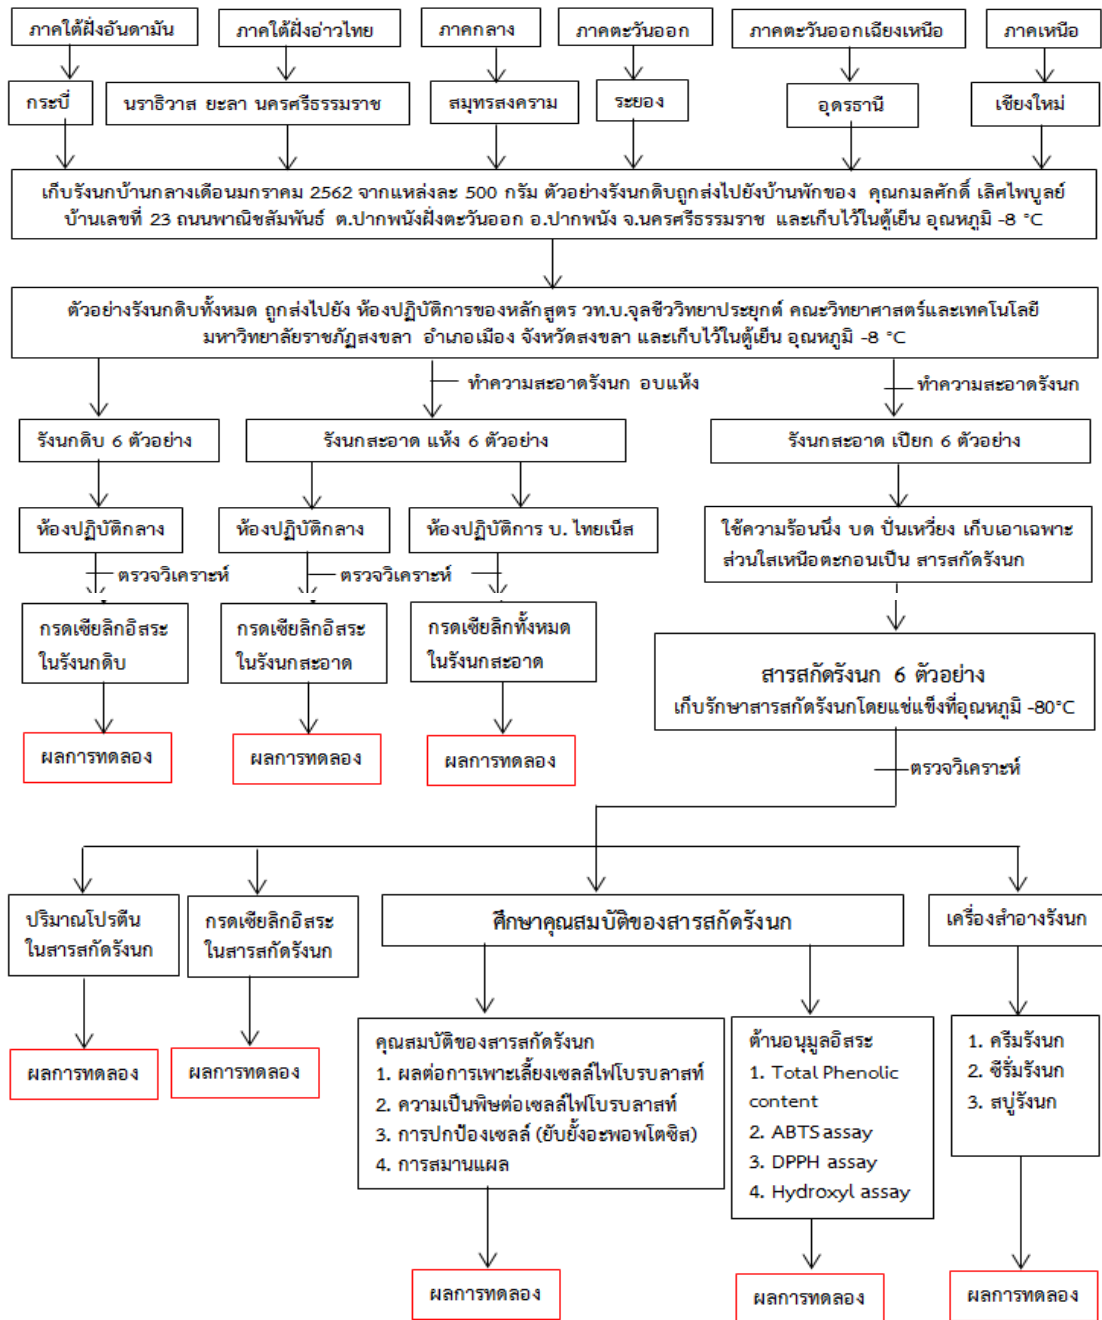 ภาคใต้ฝั่งอันดามัน
ภาคใต้ฝั่งอ่าวไทย
ภาคกลาง
ภาคตะวันออก
ภาคตะวันออกเฉียงเหนือ
ภาคเหนือ
กระบี่
นราธิวาส ยะลา นครศรีธรรมราช
สมุทรสงคราม
ระยอง
อุดรธานี
เชียงใหม่
เก็บรังนกบ้านกลางเดือนมกราคม 2562 จากแหล่งละ 500 กรัม ตัวอย่างรังนกดิบถูกส่งไปยังบ้านพักของ คุณกมลศักดิ์ เลิศไพบูลย์
บ้านเลขที่ 23 ถนนพาณิชสัมพันธ์ ต.ปากพนังฝั่งตะวันออก อ.ปากพนัง จ.นครศรีธรรมราช และเก็บไว้ในตู้เย็น อุณหภูมิ -8 °C
ตัวอย่างรังนกดิบทั้งหมด ถูกส่งไปยัง ห้องปฏิบัติการของหลักสูตร วท.บ.จุลชีววิทยาประยุกต์ คณะวิทยาศาสตร์และเทคโนโลยี
มหาวิทยาลัยราชภัฏสงขลา อำเภอเมือง จังหวัดสงขลา และเก็บไว้ในตู้เย็น อุณหภูมิ -8 °C
ทำความสะอาดรังนก อบแห้ง
ทำความสะอาดรังนก
รังนกดิบ 6 ตัวอย่าง
รังนกสะอาด แห้ง 6 ตัวอย่าง
รังนกสะอาด เปียก 6 ตัวอย่าง
ห้องปฏิบัติกลาง
ห้องปฏิบัติกลาง
ห้องปฏิบัติการ บ. ไทยเน็ส
ใช้ความร้อนนึ่ง บด ปั่นเหวี่ยง เก็บเอาเฉพาะ
ส่วนใสเหนือตะกอนเป็น สารสกัดรังนก
ตรวจวิเคราะห์
ตรวจวิเคราะห์
กรดเซียลิกอิสระ
ในรังนกดิบ
กรดเซียลิกอิสระ
ในรังนกสะอาด
กรดเซียลิกทั้งหมด
ในรังนกสะอาด
สารสกัดรังนก 6 ตัวอย่าง
เก็บรักษาสารสกัดรังนกโดยแช่แข็งที่อุณหภูมิ -80°C
ผลการทดลอง
ผลการทดลอง
ผลการทดลอง
ตรวจวิเคราะห์
ปริมาณโปรตีน
ในสารสกัดรังนก
กรดเซียลิกอิสระ
ในสารสกัดรังนก
ศึกษาคุณสมบัติของสารสกัดรังนก
เครื่องสำอางรังนก
ผลการทดลอง
ผลการทดลอง
คุณสมบัติของสารสกัดรังนก
1. ผลต่อการเพาะเลี้ยงเซลล์ไฟโบรบลาสท์
2. ความเป็นพิษต่อเซลล์ไฟโบรบลาสท์
3. การปกป้องเซลล์ (ยับยั้งอะพอพโตซิส)
4. การสมานแผล
ต้านอนุมูลอิสระ
1. Total Phenolic
content
2. ABTS assay
3. DPPH assay
4. Hydroxyl assay
1. ครีมรังนก
2. ซีรั่มรังนก
3. สบู่รังนก
ผลการทดลอง
ผลการทดลอง
ผลการทดลอง